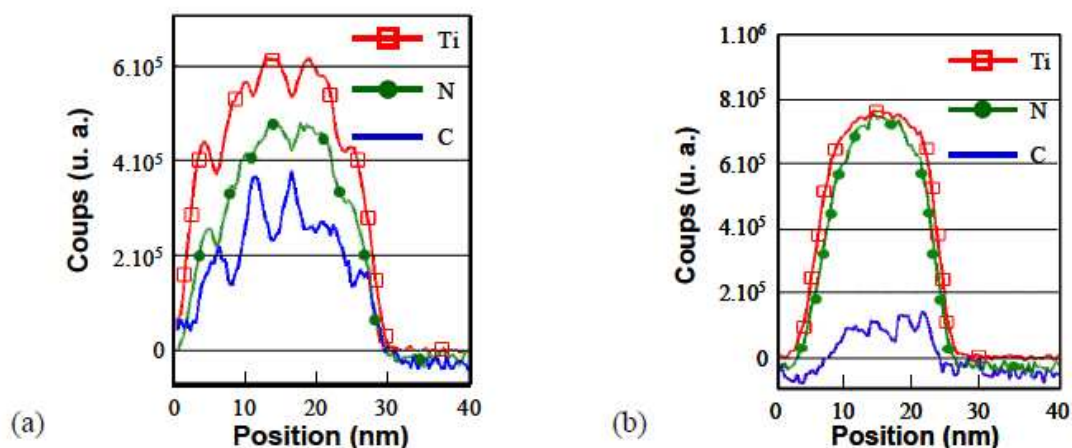 Ti
N
C
6.10⁵
4.10⁵
2.10⁵
0
Coups (u. a.)
0 10 20 30 40
Position (nm)
(a)
1.10⁶
8.10⁵
6.10⁵
4.10⁵
2.10⁵
0
Ti
N
C
Coups (u. a.)
0 10 20 30 40
Position (nm)
(b)